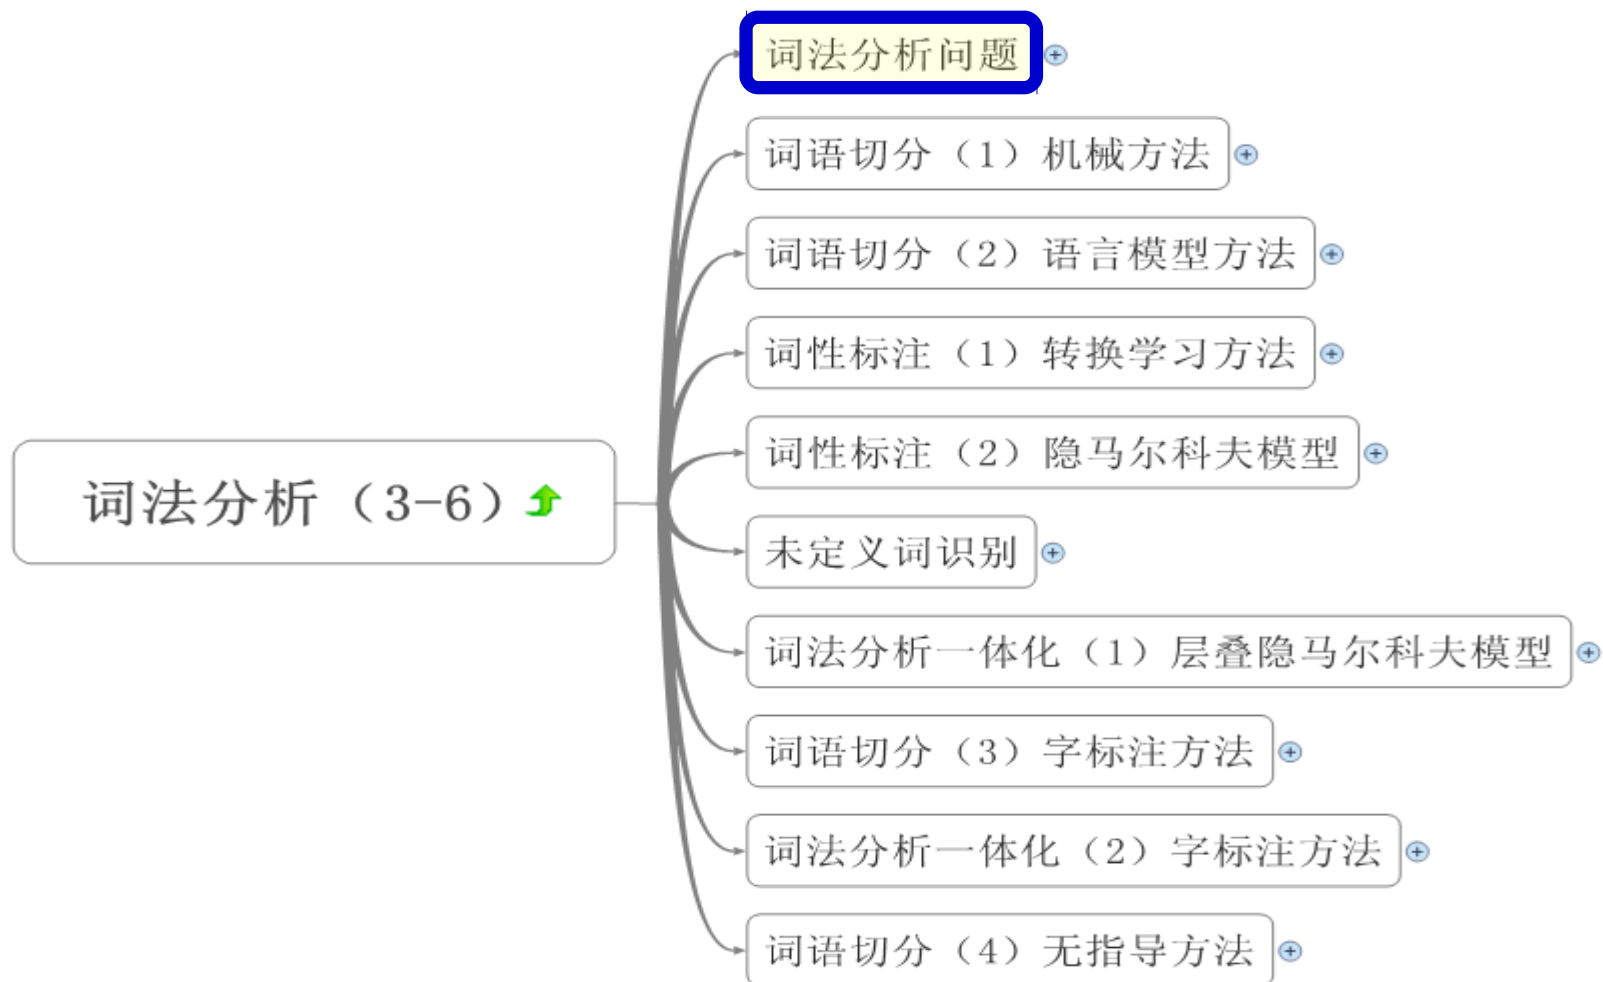 词法分析问题
词语切分（1）机械方法
词语切分（2）语言模型方法
词性标注（1）转换学习方法
词性标注（2）隐马尔科夫模型
词法分析（3-6）
未定义词识别
词法分析一体化（1）层叠隐马尔科夫模型
词语切分（3）字标注方法
词法分析一体化（2）字标注方法
词语切分（4）无指导方法